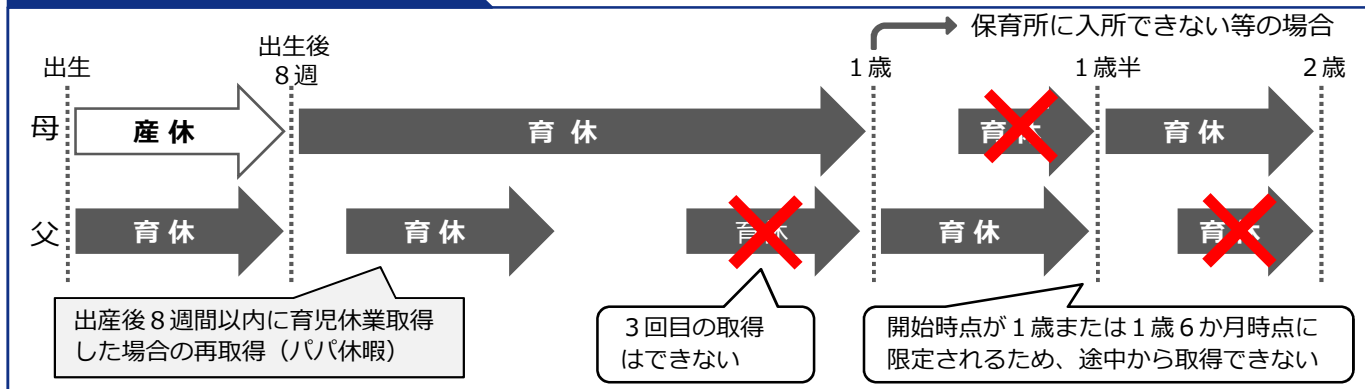 保育所に入所できない等の場合
出生
出生後
８週
１歳
１歳半
２歳
母
産 休
育 休
育 休
育 休
父
育 休
育 休
育 休
育 休
育 休
出産後８週間以内に育児休業取得
した場合の再取得（パパ休暇）
３回目の取得
はできない
開始時点が１歳または１歳６か月時点に
限定されるため、途中から取得できない